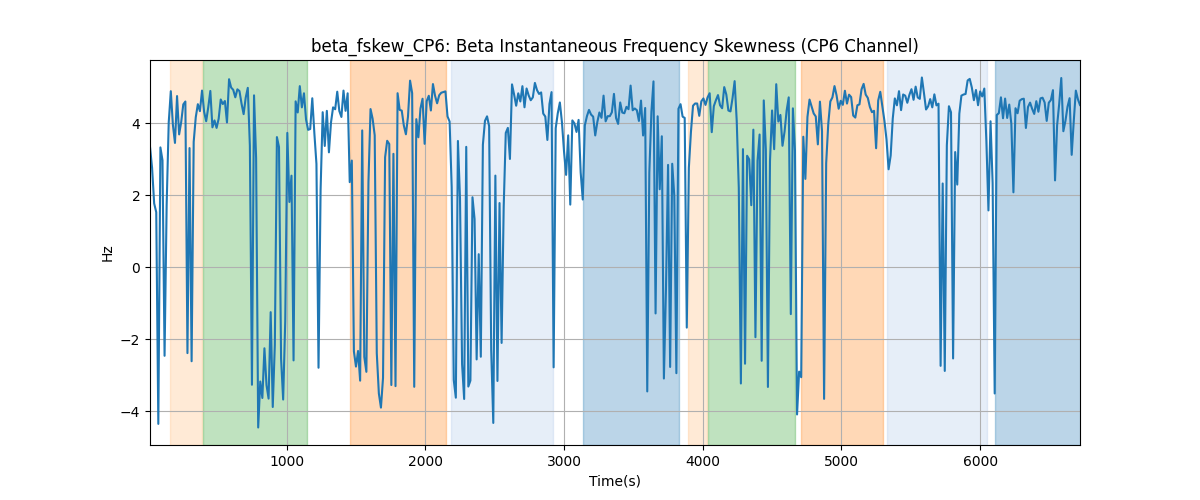 beta_fskew_CP6: Beta Instantaneous Frequency Skewness (CP6 Channel)
4
2
0
−2
−4
Hz
1000 2000 3000 4000 5000 6000
Time(s)